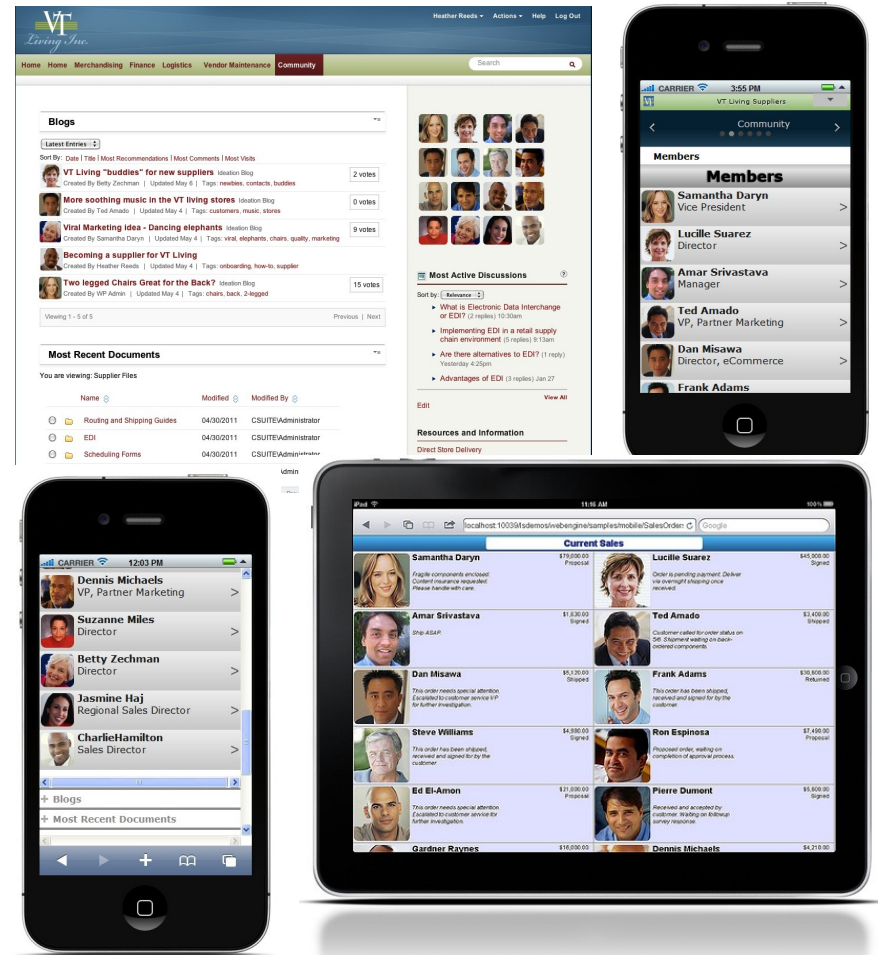 VT
Living Inc.
Heather Reeds Actions Help Log Out
Home Home Merchandising Finance Logistics Vendor Maintenance Community
Search
Blogs
Latest Entries
Sort By: Date | Title | Most Recommendations | Most Comments | Most Visits
VT Living "buddies" for new suppliers Ideation Blog
2 votes
Created By Betty Zechman | Updated May 6 | Tags: newbies, contacts, buddies
More soothing music in the VT living stores Ideation Blog
0 votes
Created By Ted Amado | Updated May 4 | Tags: customers, music, stores
Viral Marketing idea - Dancing elephants Ideation Blog
9 votes
Created By Samantha Daryn | Updated May 4 | Tags: viral, elephants, chairs, quality, marketing
Becoming a supplier for VT Living
Created By Heather Reeds | Updated May 4 | Tags: onboarding, how-to, supplier
Two legged Chairs Great for the Back? Ideation Blog
15 votes
Created By WP Admin | Updated May 4 | Tags: chairs, back, 2-legged
Viewing 1 - 5 of 5
Previous | Next
Most Recent Documents
You are viewing: Supplier Files
Name Modified Modified By
Routing and Shipping Guides 04/30/2011 CSUITE\Administrator
EDI 04/30/2011 CSUITE\Administrator
Scheduling Forms 04/30/2011 CSUITE\Administrator
Most Active Discussions
Sort by: Relevance
What is Electronic Data Interchange
or EDI? (2 replies) 10:30am
Implementing EDI in a retail supply
chain environment (5 replies) 9:13am
Are there alternatives to EDI? (1 reply)
Yesterday 4:25pm
Advantages of EDI (3 replies) Jan 27
View All
Edit
Resources and Information
Direct Store Delivery
CARRIER 3:55 PM
VT VT Living Suppliers
Community
Members
Members
Samantha Daryn
Vice President
Lucille Suarez
Director
Amar Srivastava
Manager
Ted Amado
VP, Partner Marketing
Dan Misawa
Director, eCommerce
Frank Adams
CARRIER 12:03 PM
Dennis Michaels
VP, Partner Marketing
Suzanne Miles
Director
Betty Zechman
Director
Jasmine Haj
Regional Sales Director
CharlieHamilton
Sales Director
+ Blogs
+ Most Recent Documents
iPad 11:16 AM 100%
localhost:10039/lsdemos/webengine/samples/mobile/SalesOrder
Google
Current Sales
Samantha Daryn
$79,000.00
Proposal
Fragile components enclosed.
Content insurance requested.
Please handle with care.
Lucille Suarez
$45,000.00
Signed
Order is pending payment. Deliver
via overnight shipping once
received.
Amar Srivastava
$1,830.00
Signed
Ship ASAP.
Ted Amado
$3,400.00
Shipped
Customer called for order status on
5/6. Shipment waiting on back-
ordered components.
Dan Misawa
$5,120.00
Shipped
This order needs special attention.
Escalated to customer service VP
for further investigation.
Frank Adams
$30,600.00
Returned
This order has been shipped,
received and signed for by the
customer.
Steve Williams
$4,980.00
Signed
This order has been shipped,
received and signed for by the
customer.
Ron Espinosa
$7,490.00
Proposal
Proposed order, waiting on
completion of approval process.
Ed El-Amon
$21,000.00
Proposal
This order needs special attention.
Escalated to customer service for
further investigation.
Pierre Dumont
$5,600.00
Signed
Received and accepted by
customer. Waiting on followup
survey response.
Gardner Raynes
$16,000.00
Dennis Michaels
$4,210.00